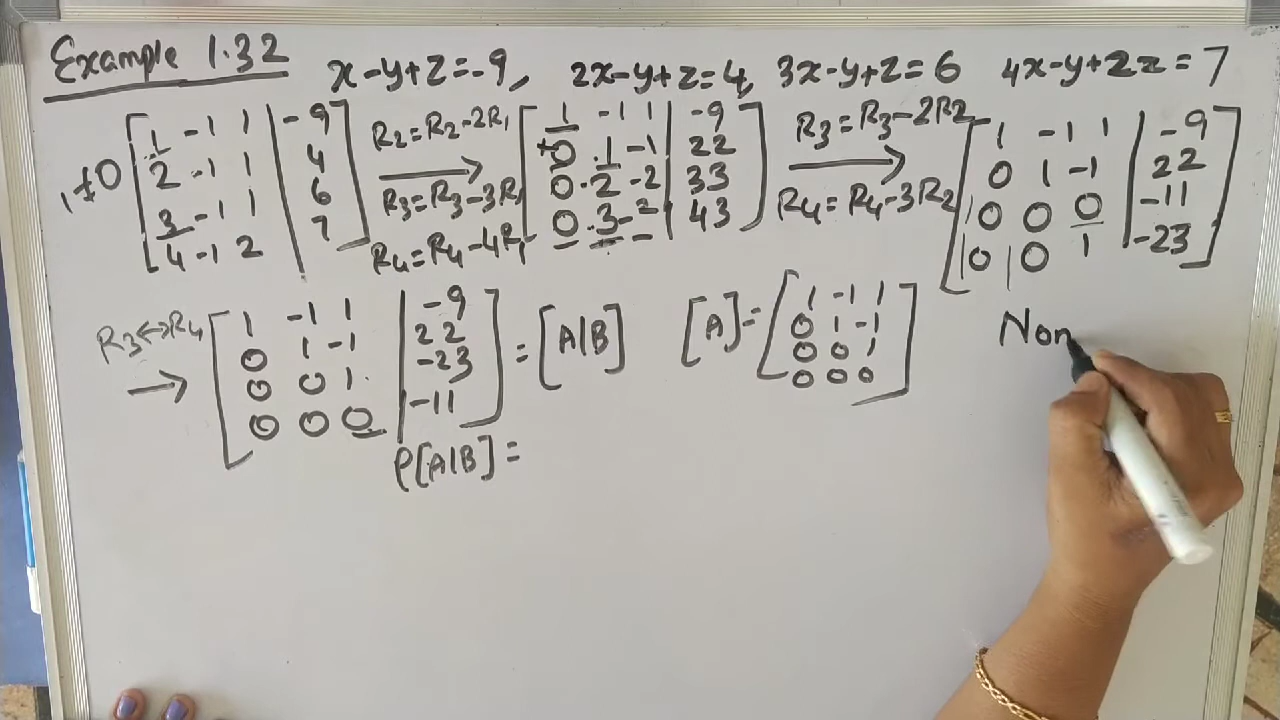 Example 1.32
x-y+z=-9, 2x-y+z=4, 3x-y+z=6 4x-y+2z=7
1,≠0 [1 -1 1 | -9] R2=R2-2R1 [1 -1 1 | -9] R3=R3-2R2 [1 -1 1 | -9]
[2 -1 1 | 4] → [0 1 -1 | 22] → [0 1 -1 | 22]
[3 -1 1 | 6] R3=R3-3R1 [0 2 -2 | 33] R4=R4-3R2 [0 0 0 | -11]
[4 -1 2 | 7] R4=R4-4R1 [0 3 -2 | 43] [0 0 1 | -23]
R3↔R4 → [1 -1 1 | -9] = [A|B] [A]= [1 -1 1] Non
[0 1 -1 | 22] [0 1 -1]
[0 0 1 | -23] [0 0 1]
[0 0 0 | -11] [0 0 0]
ρ[A|B] =